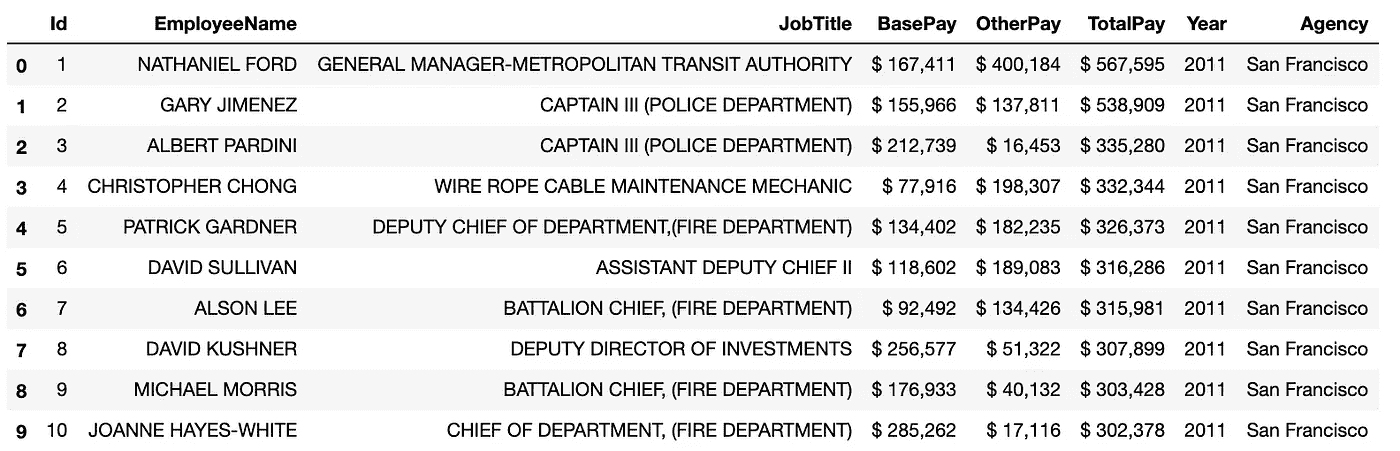 Id EmployeeName JobTitle BasePay OtherPay TotalPay Year Agency
0 1 NATHANIEL FORD GENERAL MANAGER-METROPOLITAN TRANSIT AUTHORITY $ 167,411 $ 400,184 $ 567,595 2011 San Francisco
1 2 GARY JIMENEZ CAPTAIN III (POLICE DEPARTMENT) $ 155,966 $ 137,811 $ 538,909 2011 San Francisco
2 3 ALBERT PARDINI CAPTAIN III (POLICE DEPARTMENT) $ 212,739 $ 16,453 $ 335,280 2011 San Francisco
3 4 CHRISTOPHER CHONG WIRE ROPE CABLE MAINTENANCE MECHANIC $ 77,916 $ 198,307 $ 332,344 2011 San Francisco
4 5 PATRICK GARDNER DEPUTY CHIEF OF DEPARTMENT,(FIRE DEPARTMENT) $ 134,402 $ 182,235 $ 326,373 2011 San Francisco
5 6 DAVID SULLIVAN ASSISTANT DEPUTY CHIEF II $ 118,602 $ 189,083 $ 316,286 2011 San Francisco
6 7 ALSON LEE BATTALION CHIEF, (FIRE DEPARTMENT) $ 92,492 $ 134,426 $ 315,981 2011 San Francisco
7 8 DAVID KUSHNER DEPUTY DIRECTOR OF INVESTMENTS $ 256,577 $ 51,322 $ 307,899 2011 San Francisco
8 9 MICHAEL MORRIS BATTALION CHIEF, (FIRE DEPARTMENT) $ 176,933 $ 40,132 $ 303,428 2011 San Francisco
9 10 JOANNE HAYES-WHITE CHIEF OF DEPARTMENT, (FIRE DEPARTMENT) $ 285,262 $ 17,116 $ 302,378 2011 San Francisco